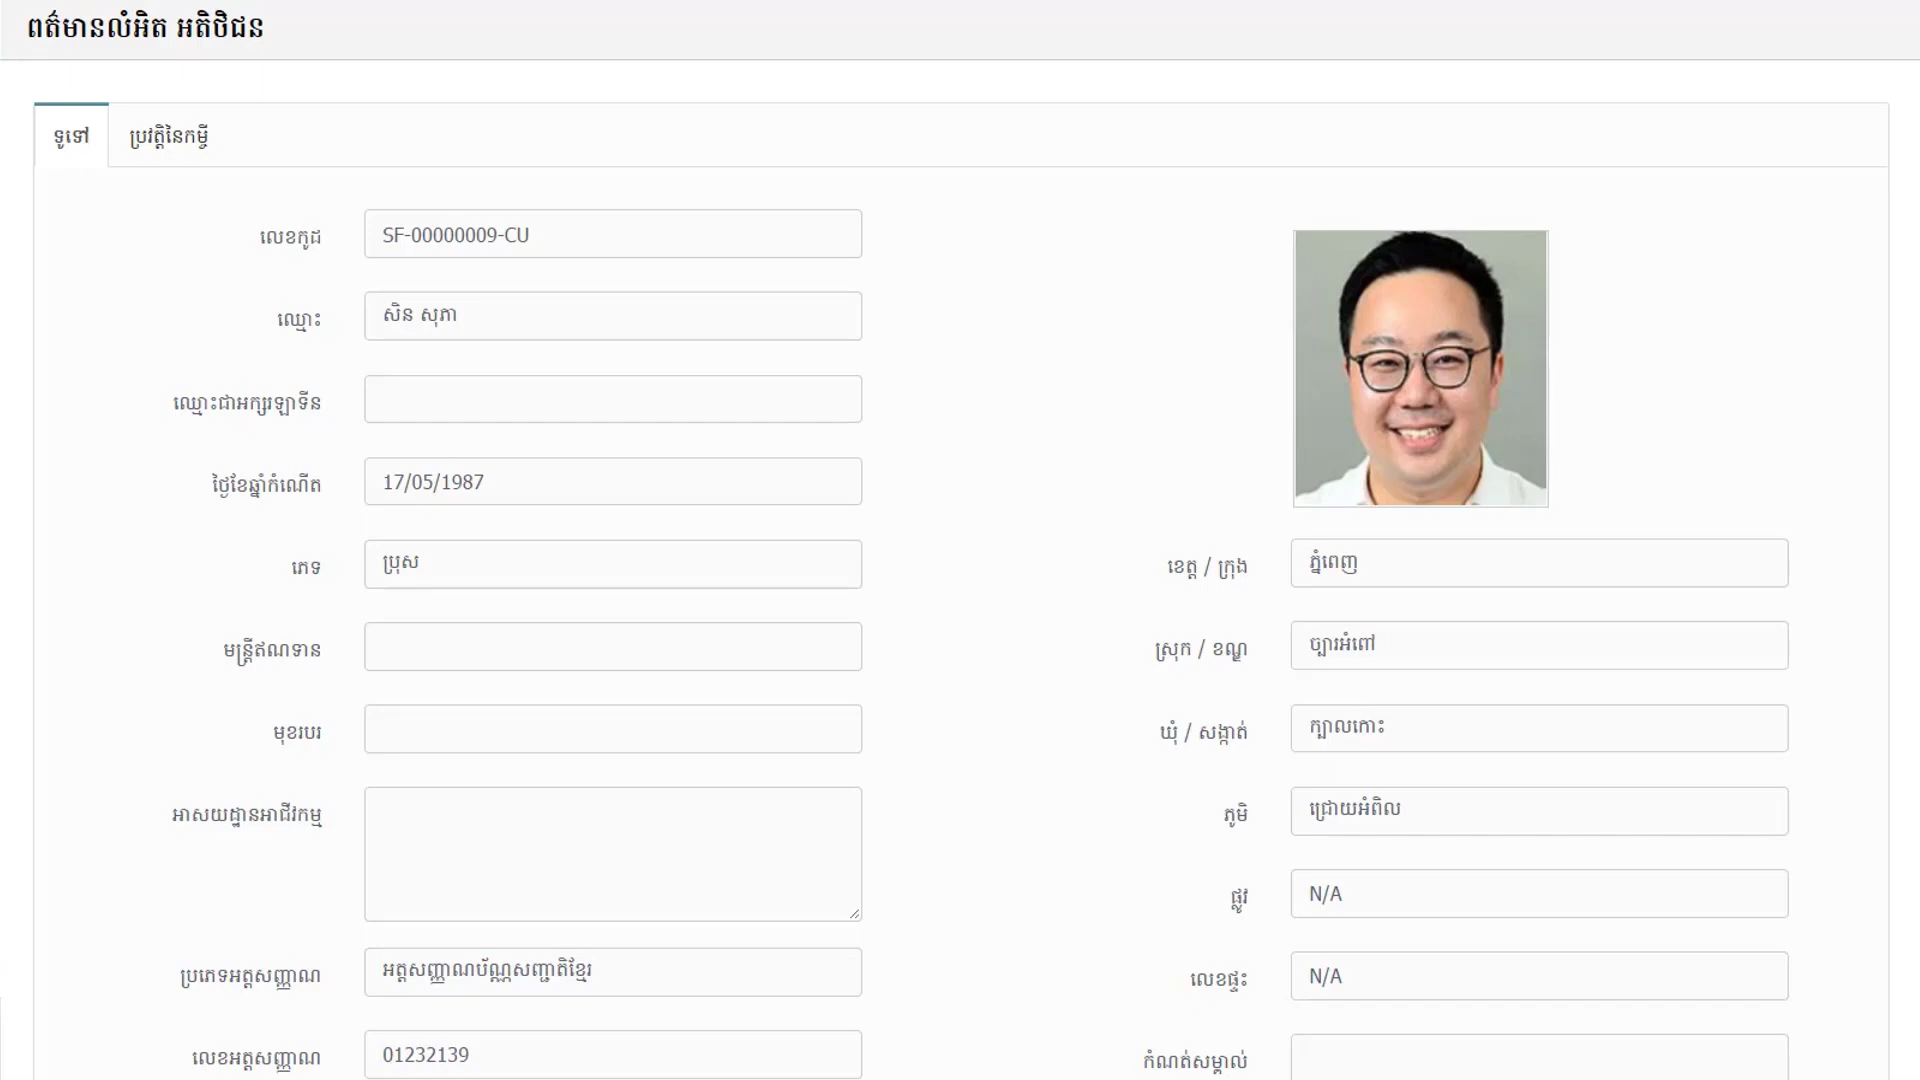 ពត៌មានលំអិត អតិថិជន
ទូទៅ
ប្រវត្តិនៃកម្ចី
លេខកូដ
SF-00000009-CU
ឈ្មោះ
សិន សុភា
ឈ្មោះជាអក្សរឡាទីន
ថ្ងៃខែឆ្នាំកំណើត
17/05/1987
ភេទ
ប្រុស
មន្ត្រីឥណទាន
មុខរបរ
អាសយដ្ឋានអាជីវកម្ម
ប្រភេទអត្តសញ្ញាណ
អត្តសញ្ញាណប័ណ្ណសញ្ជាតិខ្មែរ
លេខអត្តសញ្ញាណ
01232139
ខេត្ត / ក្រុង
ភ្នំពេញ
ស្រុក / ខណ្ឌ
ច្បារអំពៅ
ឃុំ / សង្កាត់
ក្បាលកោះ
ភូមិ
ជ្រោយអំពិល
ផ្លូវ
N/A
លេខផ្ទះ
N/A
កំណត់សម្គាល់